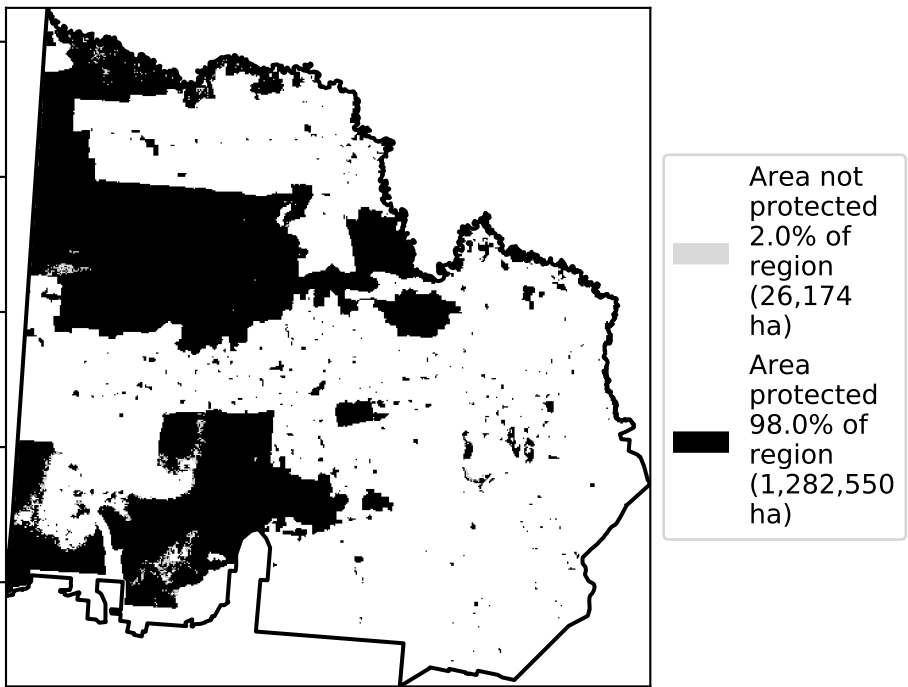 Area not
protected
2.0% of
region
(26,174
ha)
Area
protected
98.0% of
region
(1,282,550
ha)